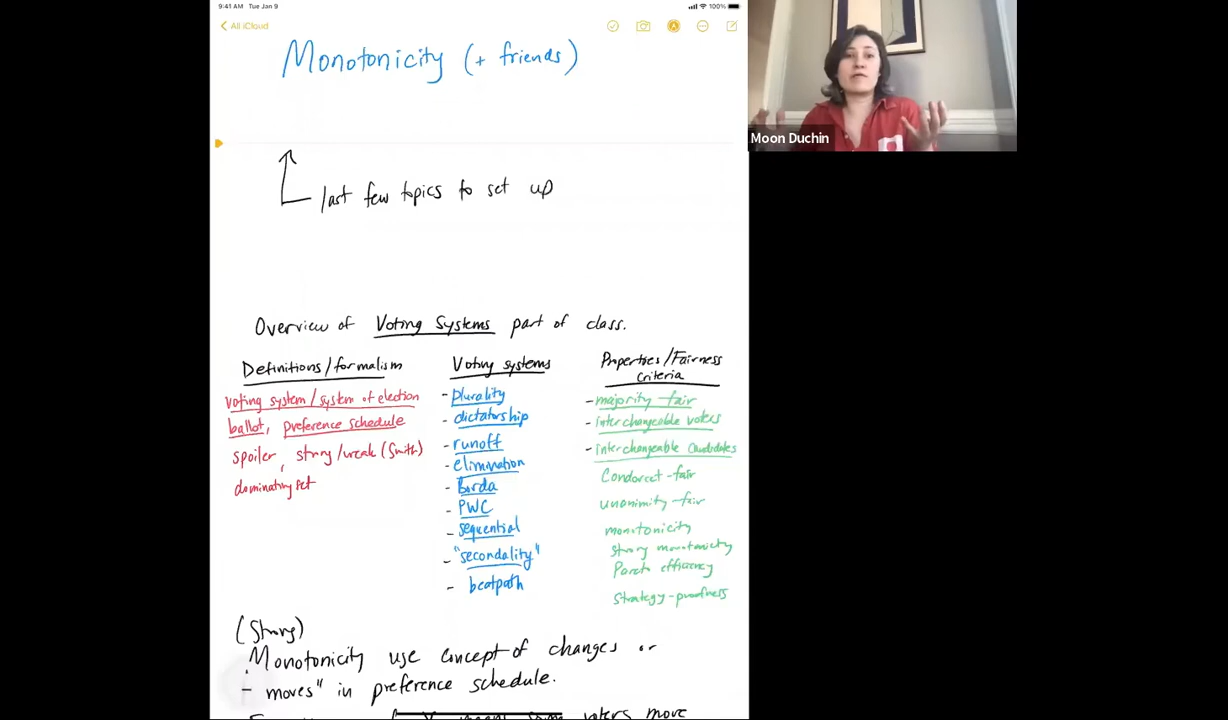 9:41 AM Tue Jan 9
100%
All iCloud
Monotonicity (+ friends)
last few topics to set up
Overview of Voting Systems part of class.
Definitions/formalism
voting system/system of election
ballot, preference schedule
spoiler, strong/weak (Smith)
dominating set
Voting systems
- plurality
- dictatorship
- runoff
- elimination
- Borda
- PWC
- sequential
- "secondality"
- beatpath
Properties/Fairness
Criteria
- majority-fair
- interchangeable voters
- interchangeable candidates
Condorcet-fair
unanimity-fair
monotonicity
strong monotonicity
Pareto efficiency
strategy-proofness
(Strong)
Monotonicity use concept of changes or
moves" in preference schedule.
voters move
Moon Duchin